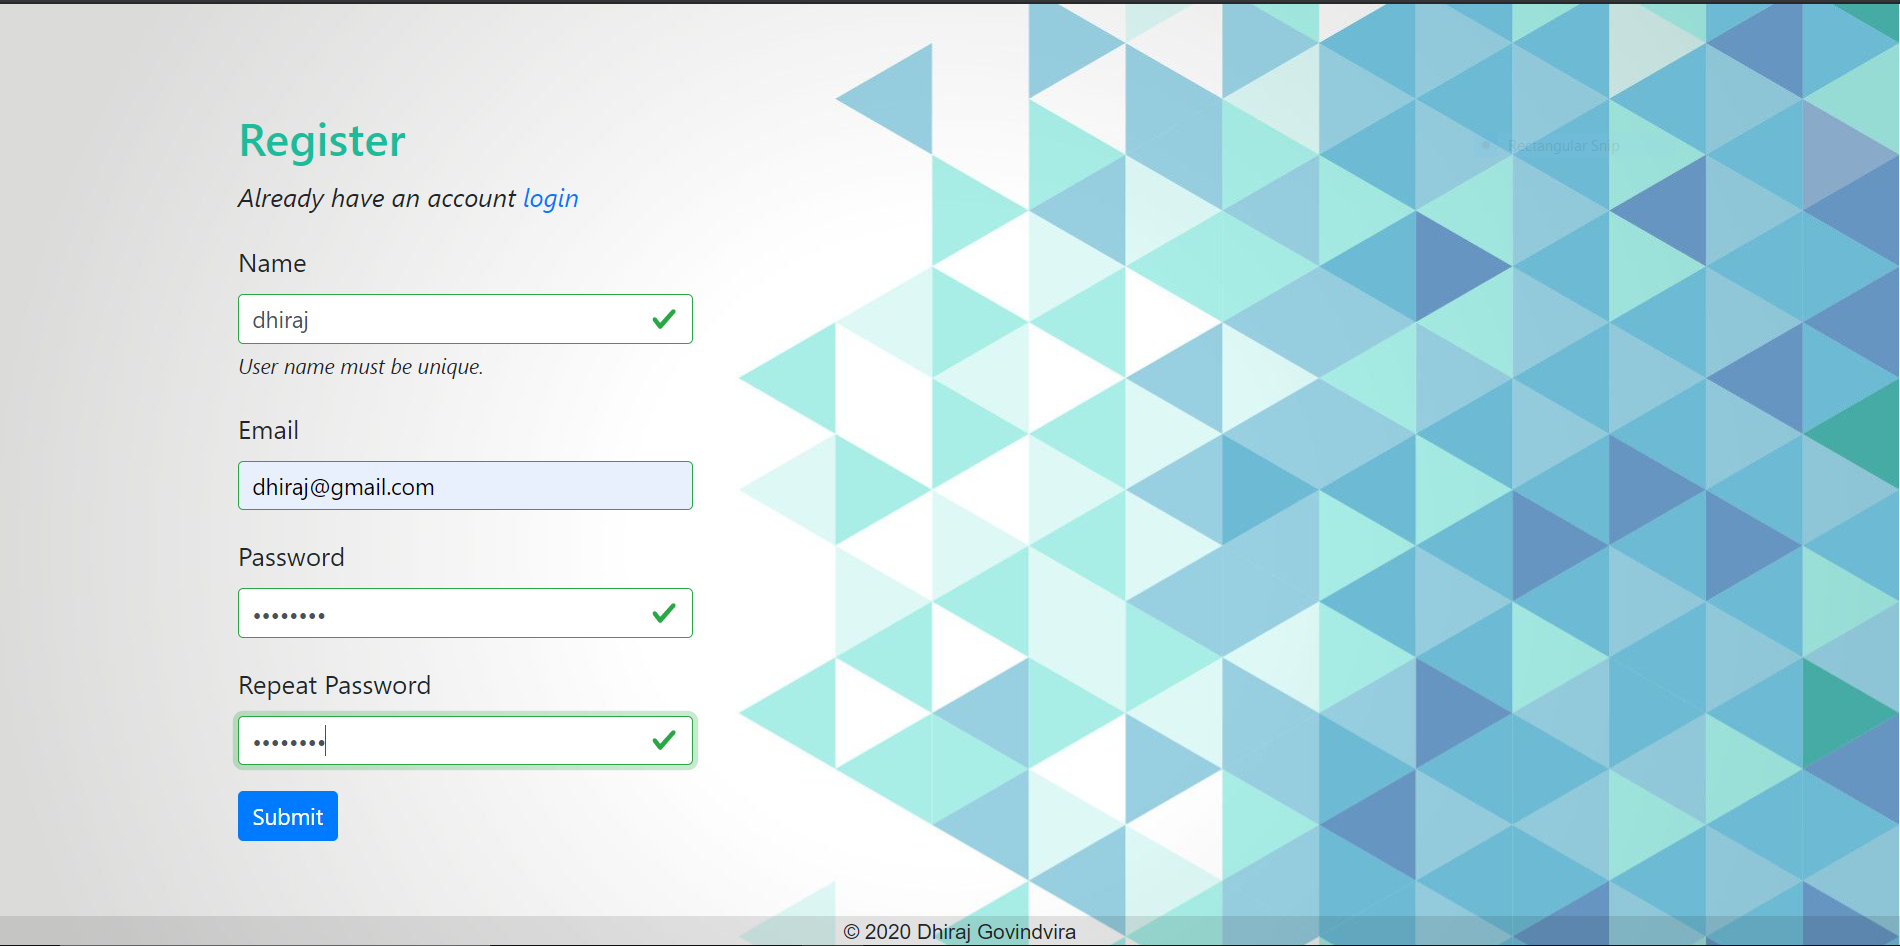 Register
Already have an account login
Name
dhiraj
User name must be unique.
Email
dhiraj@gmail.com
Password
••••••••
Repeat Password
••••••••
Submit
Rectangular Snip
© 2020 Dhiraj Govindvira